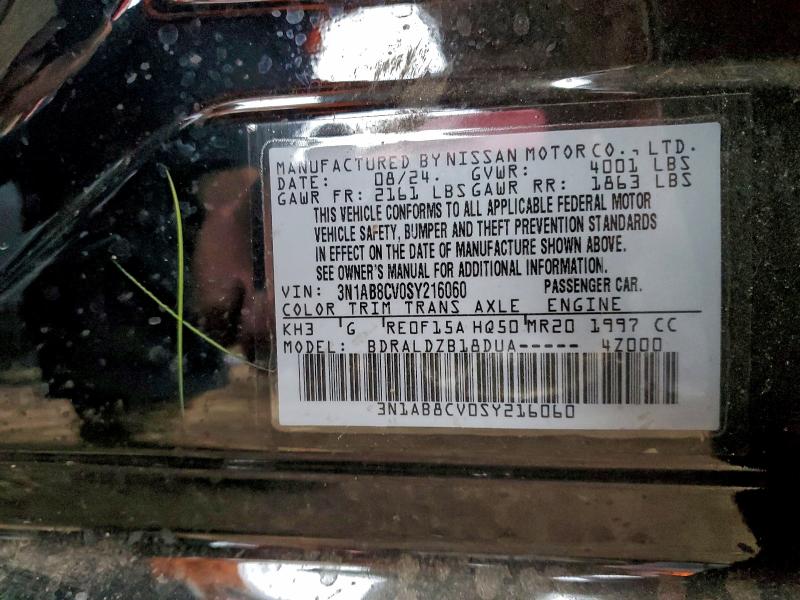 MANUFACTURED BY NISSAN MOTOR CO., LTD.
DATE: 08/24. GVWR: 4001 LBS
GAWR FR: 2161 LBS GAWR RR: 1863 LBS
THIS VEHICLE CONFORMS TO ALL APPLICABLE FEDERAL MOTOR
VEHICLE SAFETY, BUMPER AND THEFT PREVENTION STANDARDS
IN EFFECT ON THE DATE OF MANUFACTURE SHOWN ABOVE.
SEE OWNER'S MANUAL FOR ADDITIONAL INFORMATION.
VIN: 3N1AB8CV0SY216060 PASSENGER CAR.
COLOR TRIM TRANS AXLE ENGINE
KH3 G RE0F15A HQ50 MR20 1997 CC
MODEL: BDRALDZB18DUA----- 4Z000
3N1AB8CV0SY216060